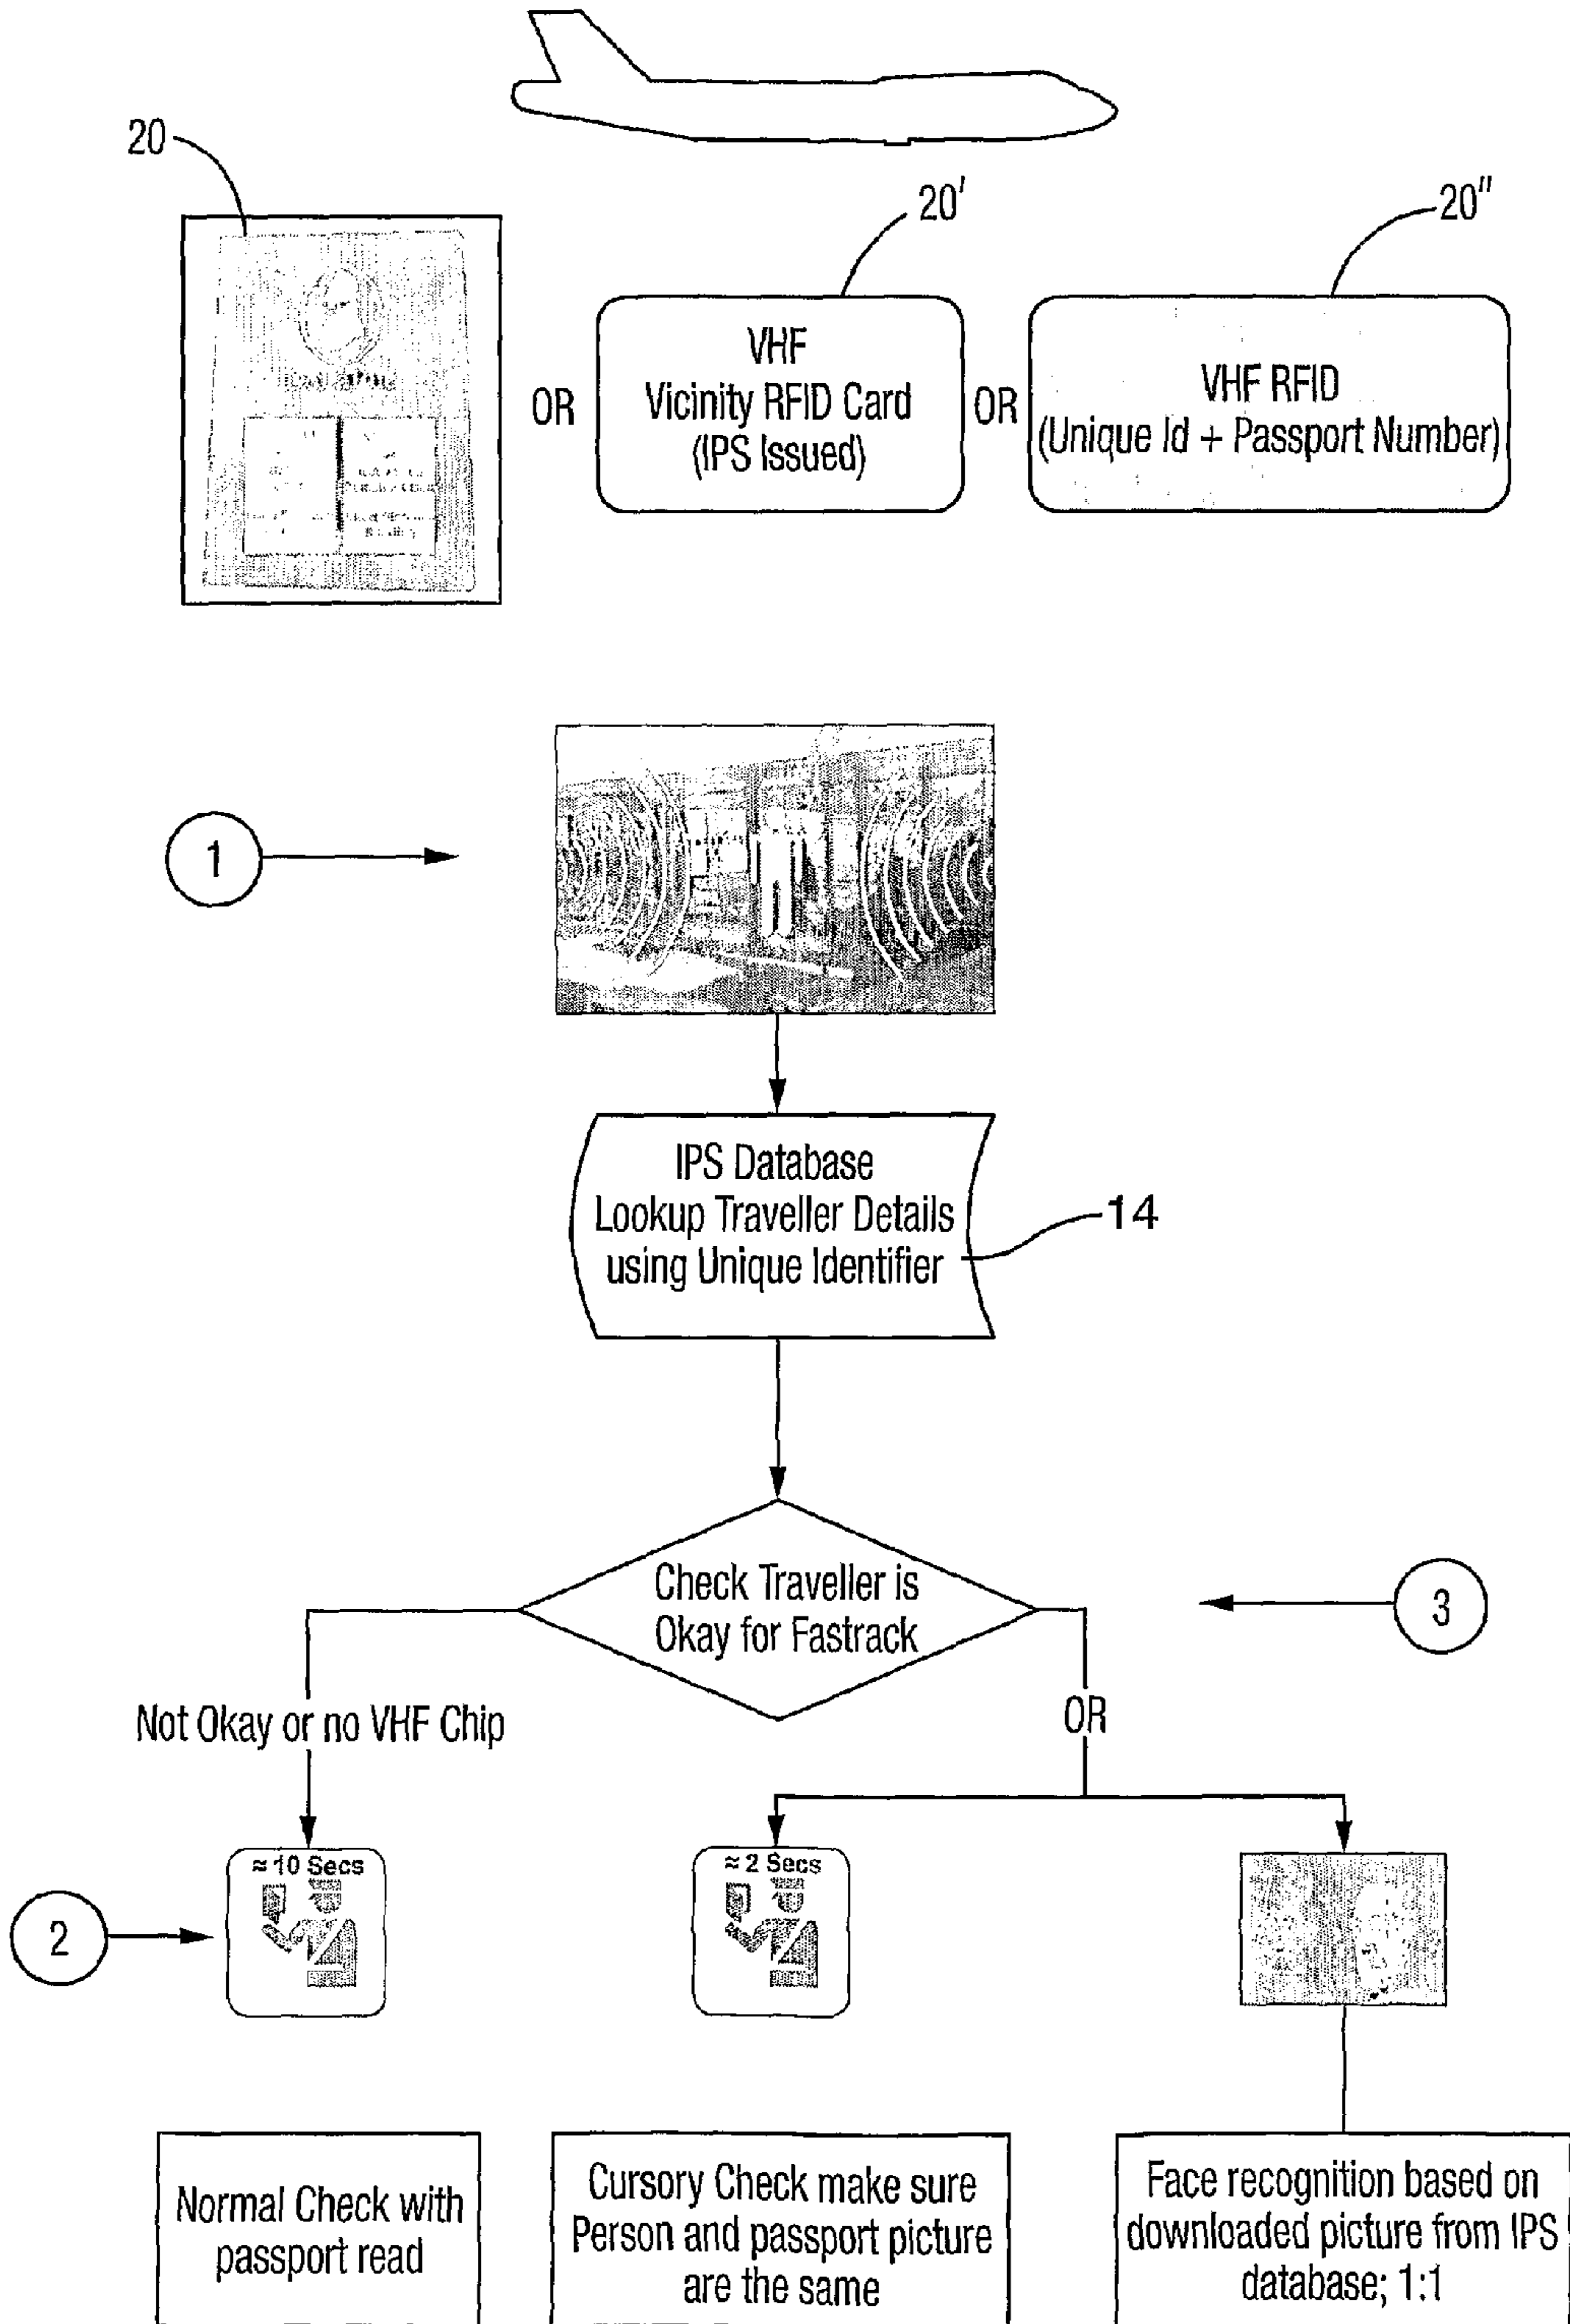 20
20'
20"
OR
VHF
Vicinity RFID Card
(IPS Issued)
OR
VHF RFID
(Unique Id + Passport Number)
1
IPS Database
Lookup Traveller Details
using Unique Identifier
14
Check Traveller is
Okay for Fastrack
3
Not Okay or no VHF Chip
OR
≈ 10 Secs
≈ 2 Secs
2
Normal Check with
passport read
Cursory Check make sure
Person and passport picture
are the same
Face recognition based on
downloaded picture from IPS
database; 1:1